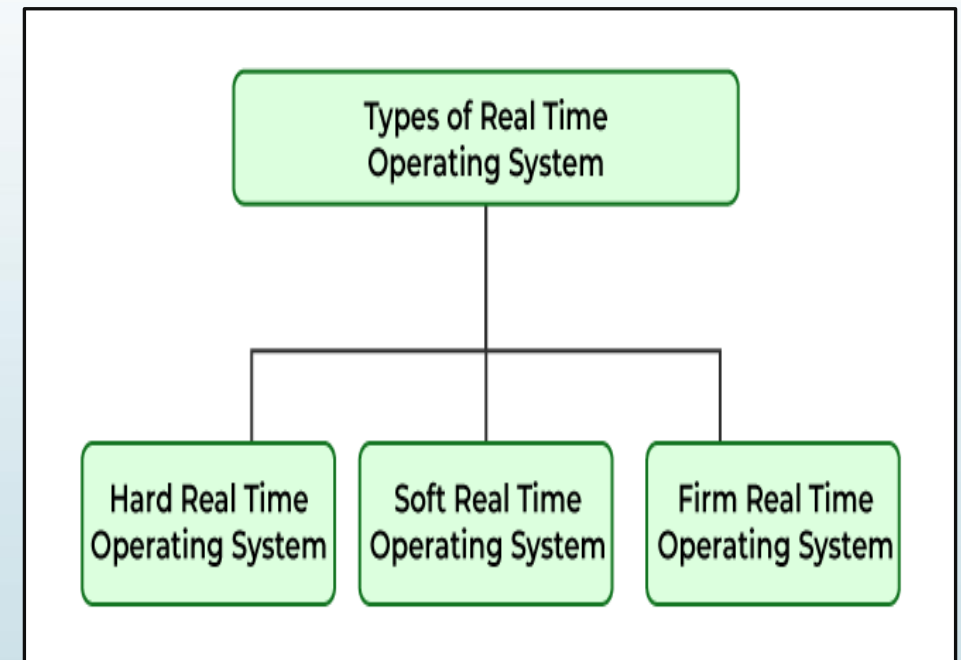 Types of Real Time
Operating System
Hard Real Time
Operating System
Soft Real Time
Operating System
Firm Real Time
Operating System